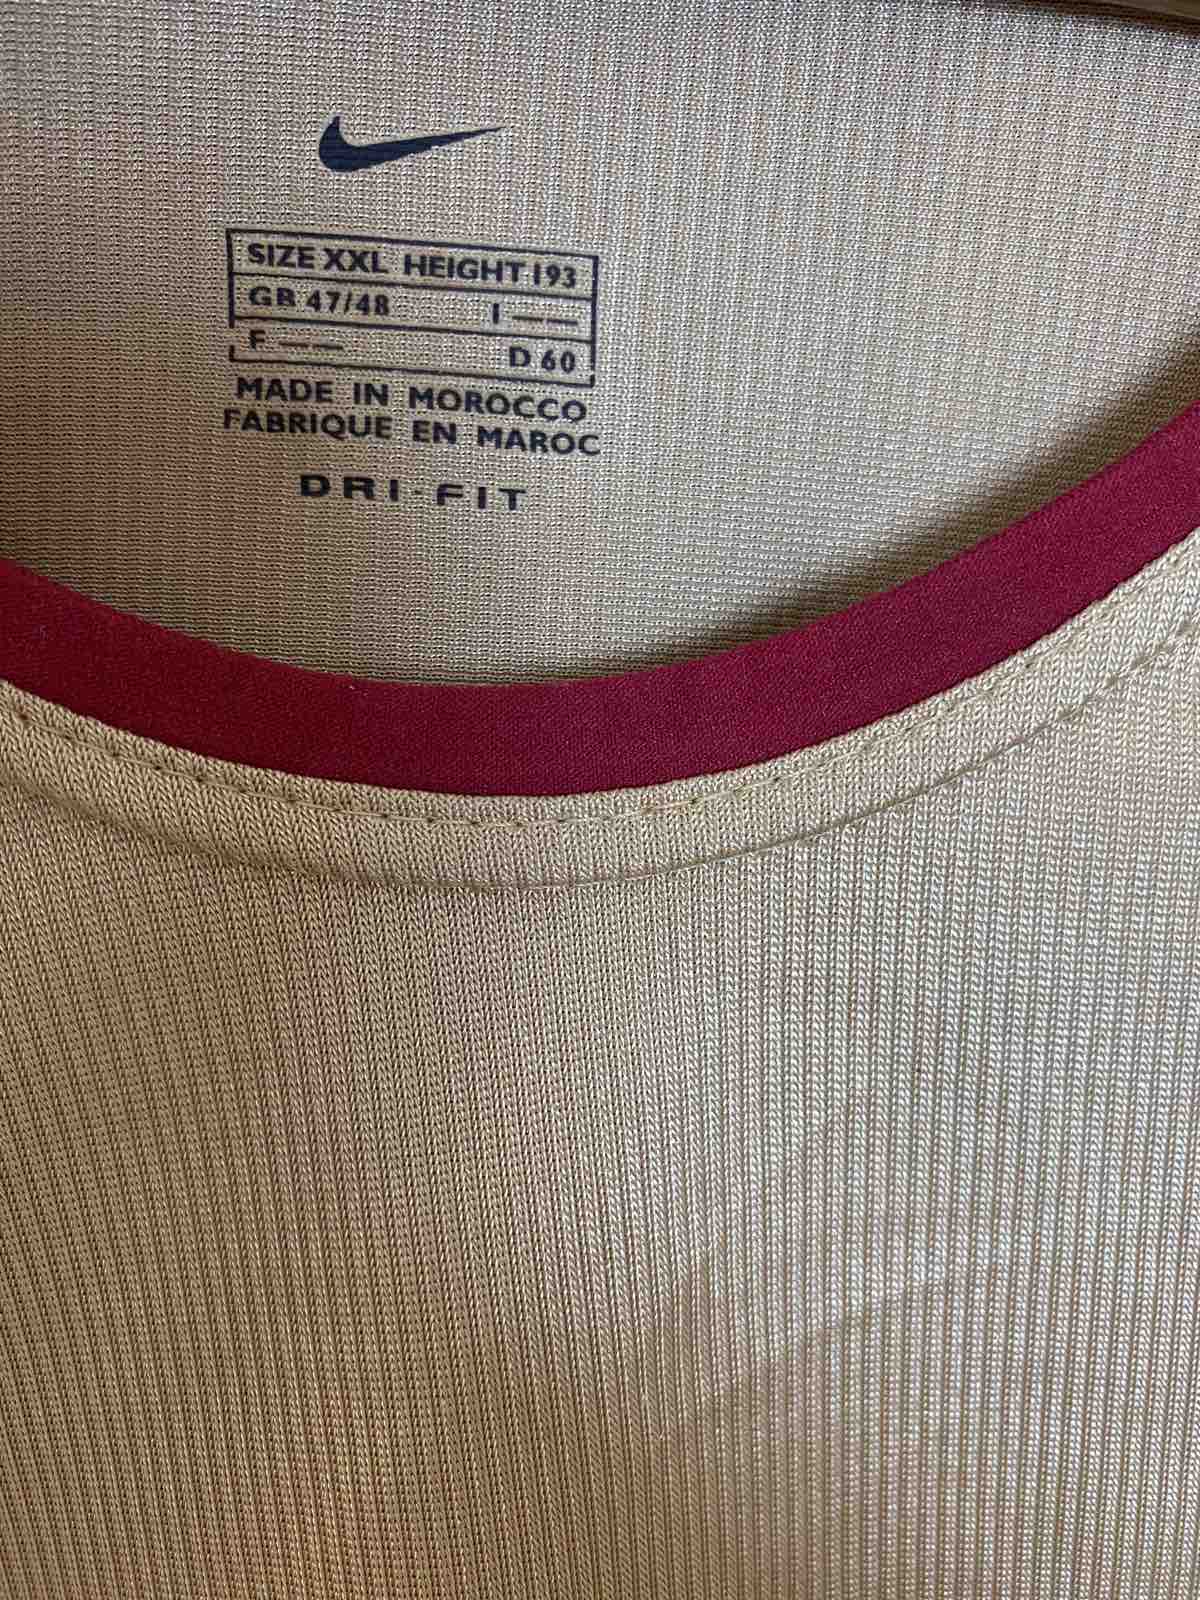 SIZE XXL HEIGHT 193
GB 47/48 I ——
F —— D 60
MADE IN MOROCCO
FABRIQUE EN MAROC
DRI-FIT